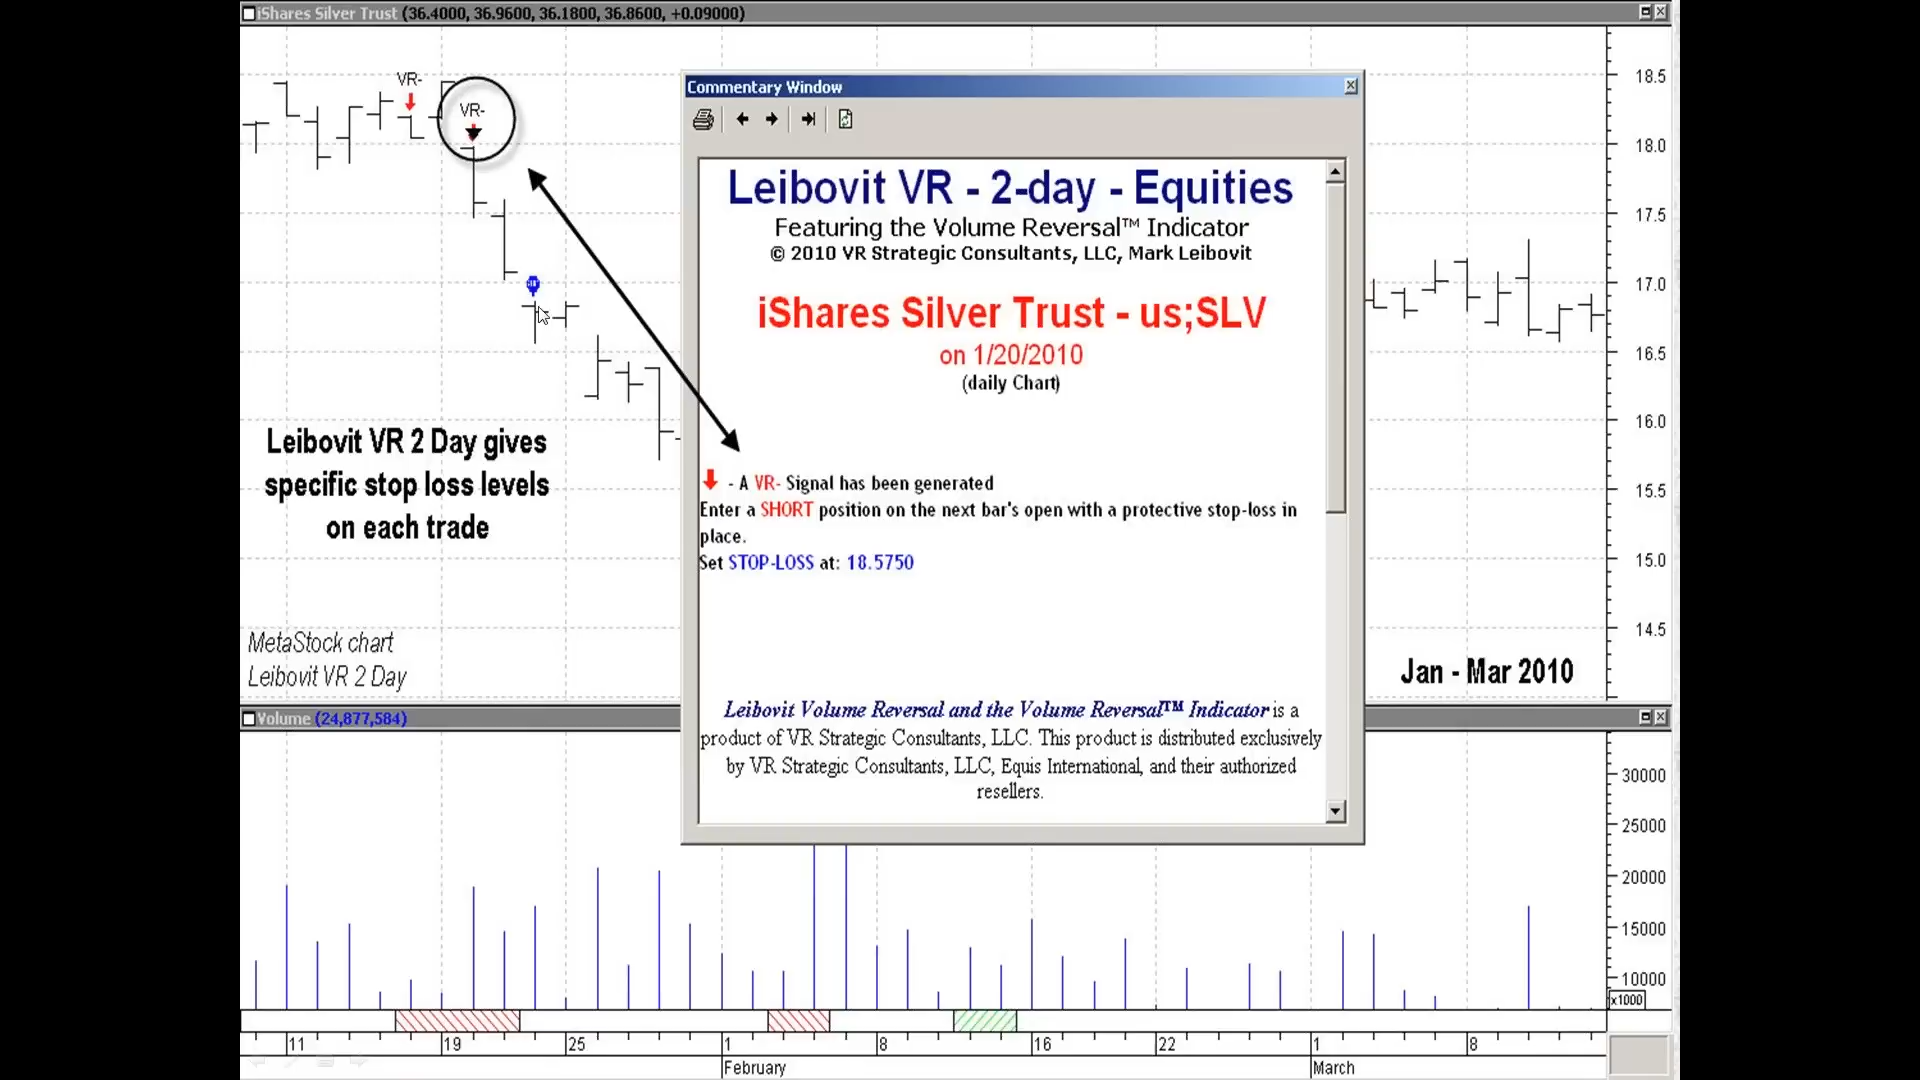 iShares Silver Trust (36.4000, 36.9600, 36.1800, 36.8600, +0.09000)
VR-
VR-
Commentary Window
Leibovit VR - 2-day - Equities
Featuring the Volume Reversal™ Indicator
© 2010 VR Strategic Consultants, LLC, Mark Leibovit
iShares Silver Trust - us;SLV
on 1/20/2010
(daily Chart)
- A VR- Signal has been generated
Enter a SHORT position on the next bar's open with a protective stop-loss in
place.
Set STOP-LOSS at: 18.5750
Leibovit Volume Reversal and the Volume Reversal™ Indicator is a
product of VR Strategic Consultants, LLC. This product is distributed exclusively
by VR Strategic Consultants, LLC, Equis International, and their authorized
resellers.
Leibovit VR 2 Day gives
specific stop loss levels
on each trade
MetaStock chart
Leibovit VR 2 Day
Jan - Mar 2010
18.5
18.0
17.5
17.0
16.5
16.0
15.5
15.0
14.5
Volume (24,877,584)
30000
25000
20000
15000
10000
x1000
11
19
25
1
8
16
22
1
8
February
March